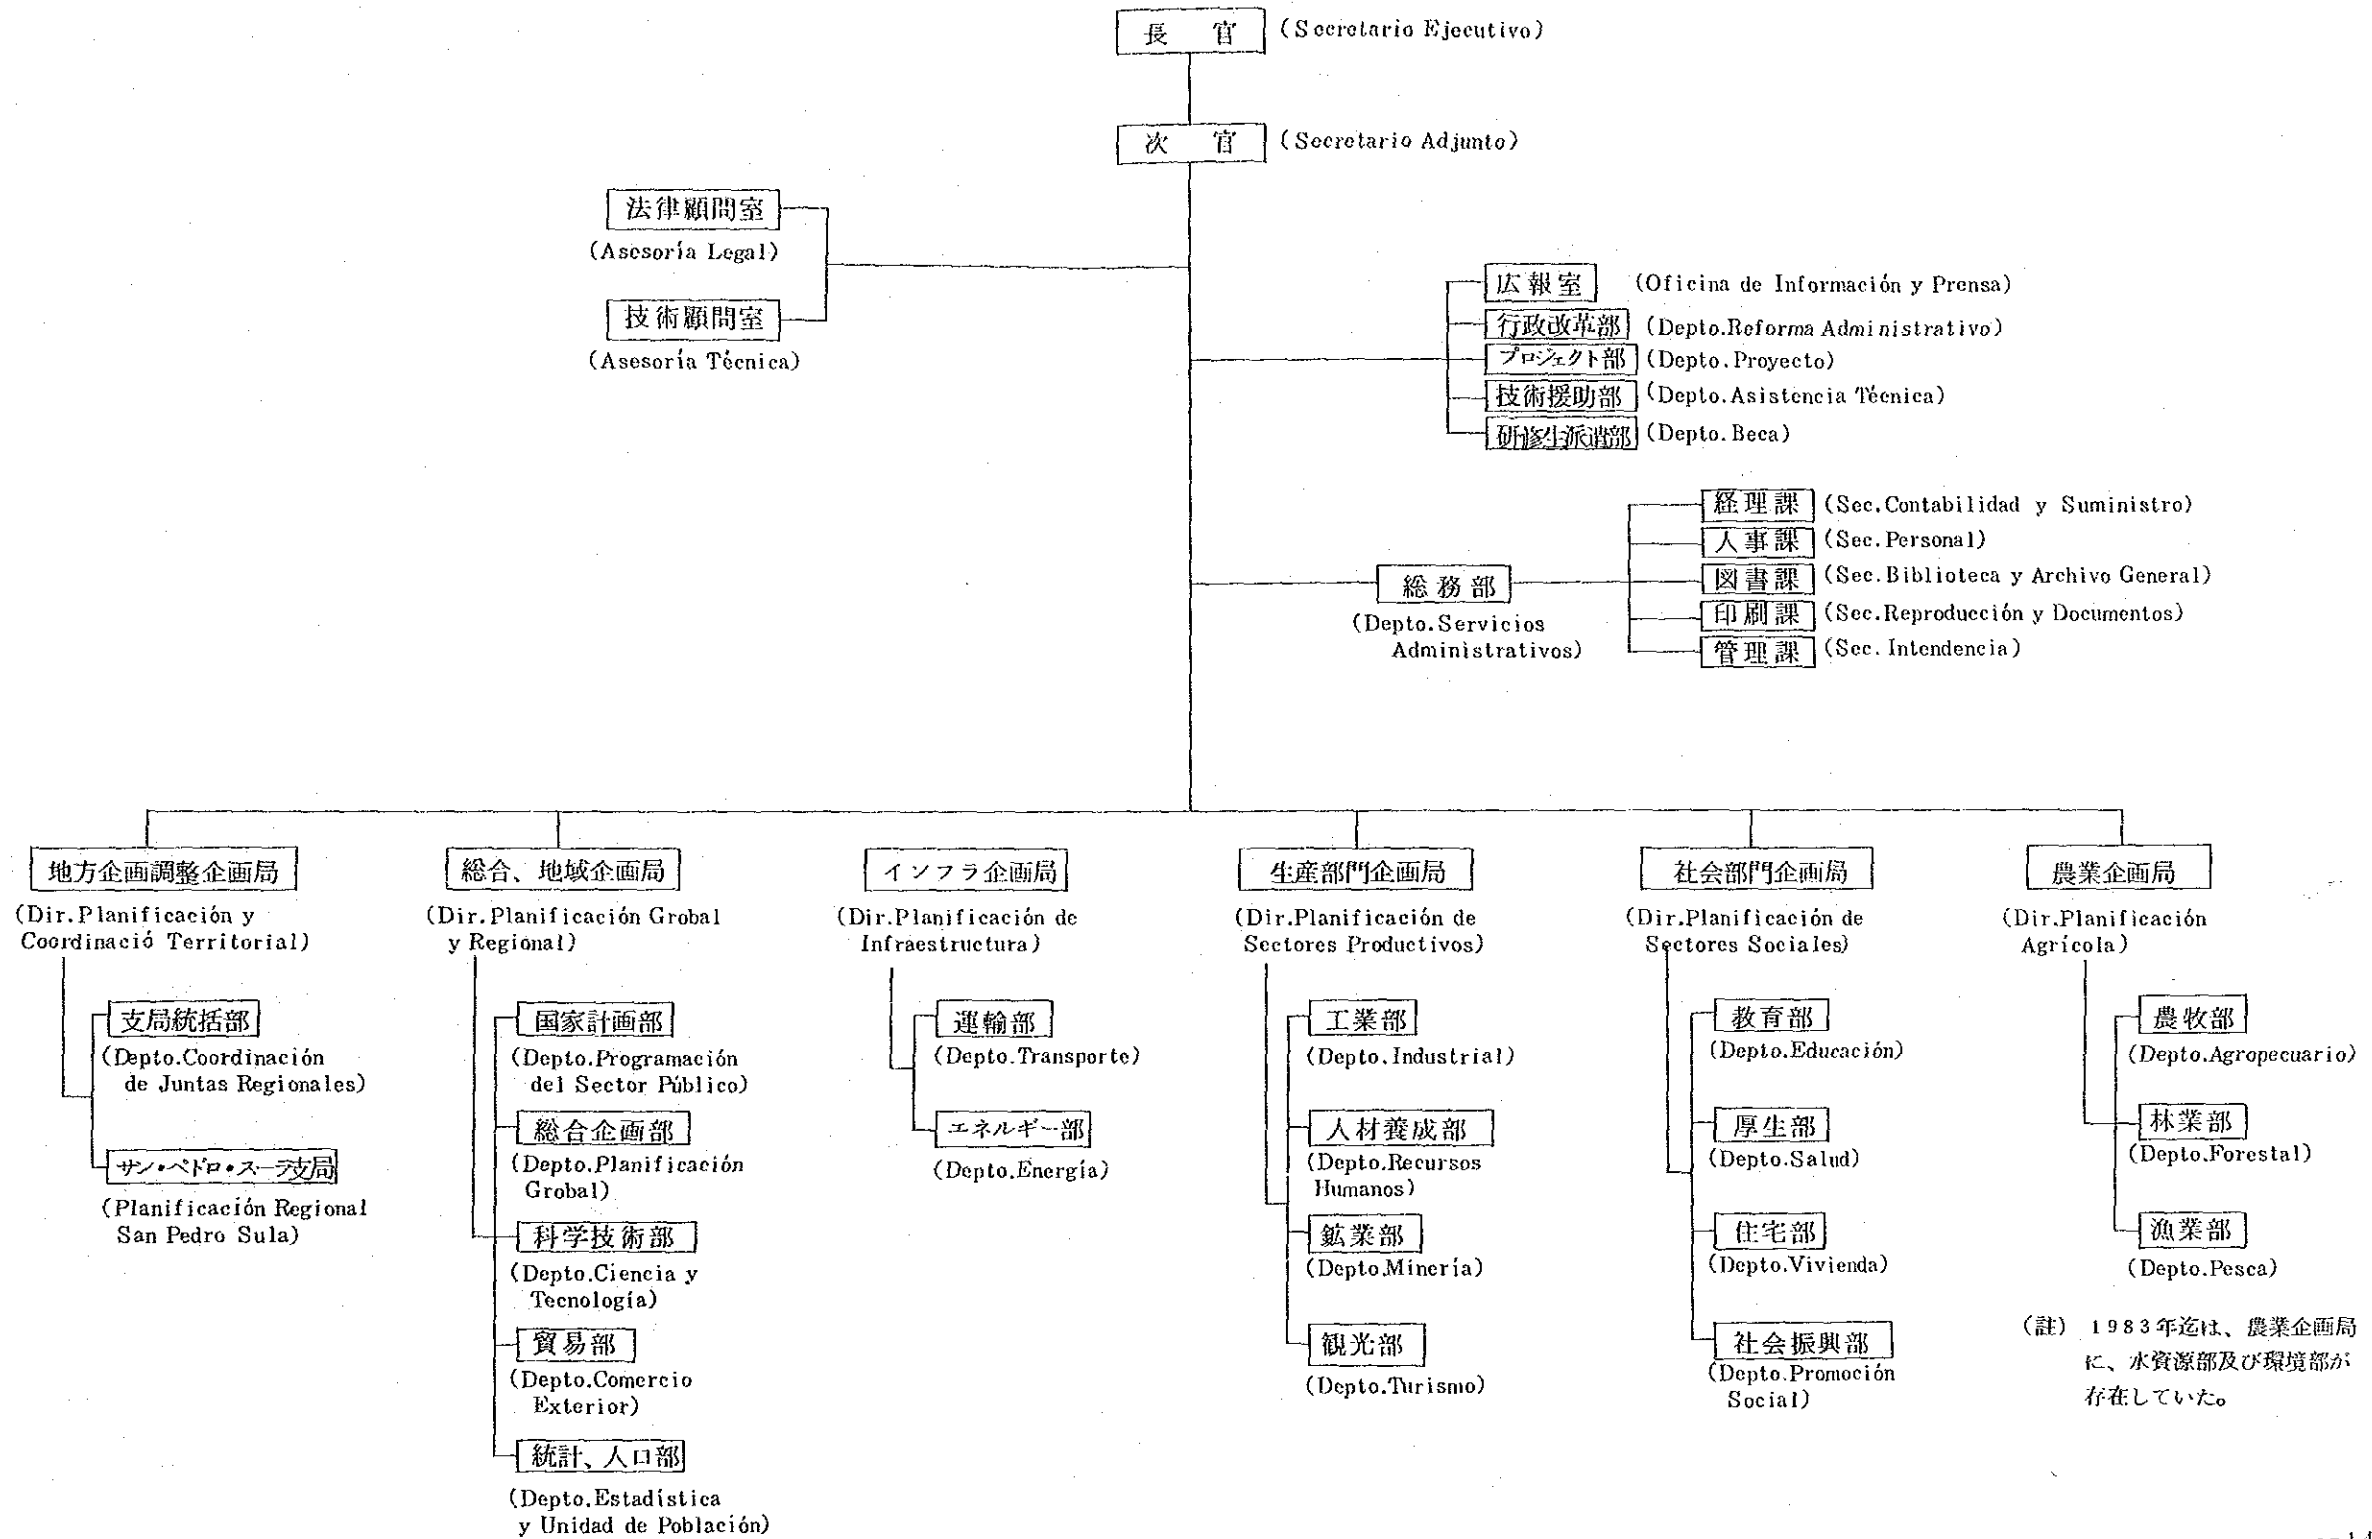 長官 (Secretario Ejecutivo)
次官 (Secretario Adjunto)
法律顧問室
(Asesoría Legal)
技術顧問室
(Asesoría Técnica)
広報室 (Oficina de Información y Prensa)
行政改革部 (Depto.Reforma Administrativo)
プロジェクト部 (Depto.Proyecto)
技術援助部 (Depto.Asistencia Técnica)
研修生派遣部 (Depto.Beca)
総務部
(Depto.Servicios
Administrativos)
経理課 (Sec.Contabilidad y Suministro)
人事課 (Sec.Personal)
図書課 (Sec.Biblioteca y Archivo General)
印刷課 (Sec.Reproducción y Documentos)
管理課 (Sec. Intendencia)
地方企画調整企画局
(Dir.Planificación y
Coordinació Territorial)
支局統括部
(Depto.Coordinación
de Juntas Regionales)
サン・ペドロ・スーラ支局
(Planificación Regional
San Pedro Sula)
総合、地域企画局
(Dir.Planificación Grobal
y Regional)
国家計画部
(Depto.Programación
del Sector Público)
総合企画部
(Depto.Planificación
Grobal)
科学技術部
(Depto.Ciencia y
Tecnología)
貿易部
(Depto.Comercio
Exterior)
統計、人口部
(Depto.Estadística
y Unidad de Población)
インフラ企画局
(Dir.Planificación de
Infraestructura)
運輸部
(Depto.Transporte)
エネルギー部
(Depto.Energía)
生産部門企画局
(Dir.Planificación de
Sectores Productivos)
工業部
(Depto.Industrial)
人材養成部
(Depto.Recursos
Humanos)
鉱業部
(Depto.Minería)
観光部
(Depto.Turismo)
社会部門企画局
(Dir.Planificación de
Sectores Sociales)
教育部
(Depto.Educación)
厚生部
(Depto.Salud)
住宅部
(Depto.Vivienda)
社会振興部
(Depto.Promoción
Social)
農業企画局
(Dir.Planificación
Agrícola)
農牧部
(Depto.Agropecuario)
林業部
(Depto.Forestal)
漁業部
(Depto.Pesca)
(註) 1983年迄は、農業企画局
に、水資源部及び環境部が
存在していた。